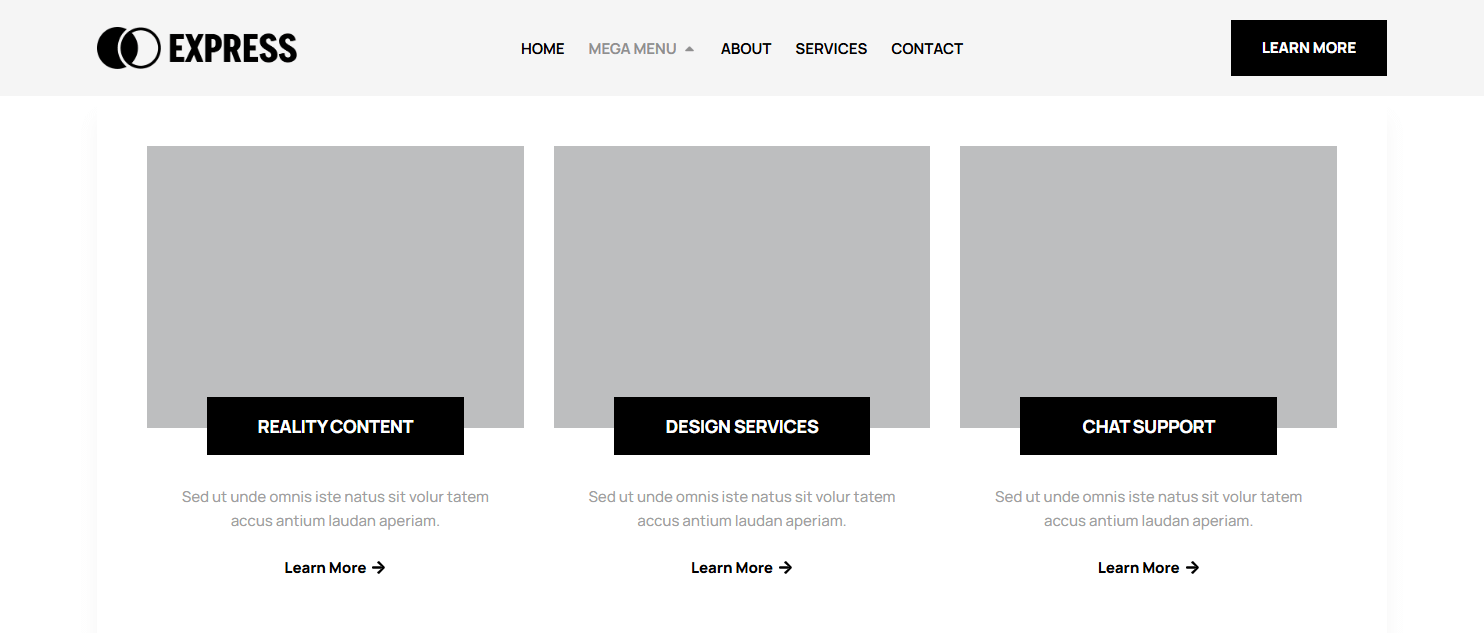 EXPRESS
HOME MEGA MENU ABOUT SERVICES CONTACT
LEARN MORE
REALITY CONTENT
Sed ut unde omnis iste natus sit volur tatem
accus antium laudan aperiam.
Learn More →
DESIGN SERVICES
Sed ut unde omnis iste natus sit volur tatem
accus antium laudan aperiam.
Learn More →
CHAT SUPPORT
Sed ut unde omnis iste natus sit volur tatem
accus antium laudan aperiam.
Learn More →